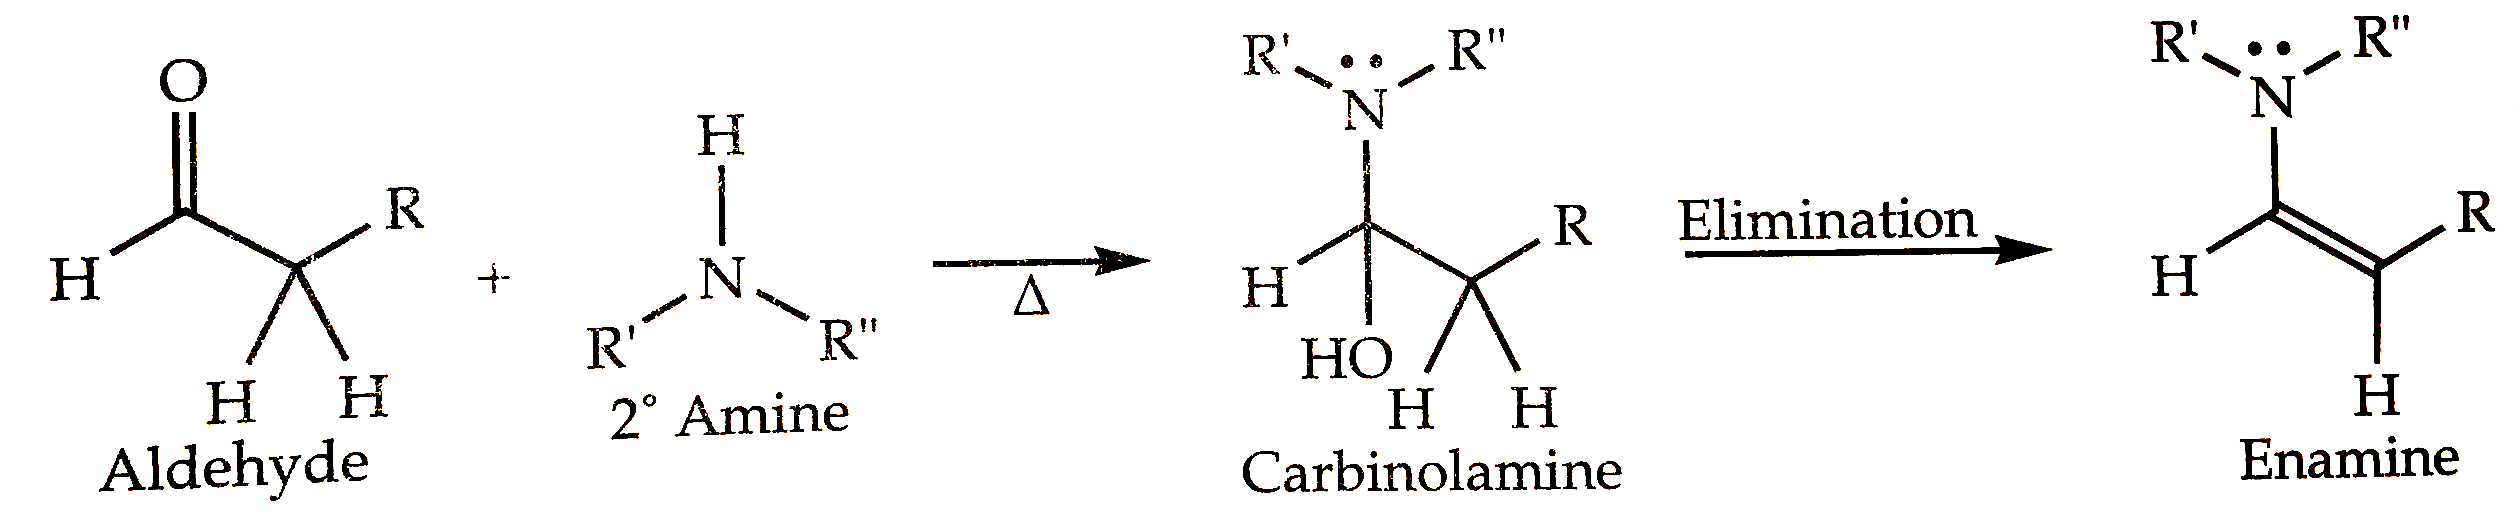 O
H
R
H
H
Aldehyde
+
H
N
R'
R"
2° Amine
Δ
R'
N
R"
H
R
HO
H
H
Carbinolamine
Elimination
R'
N
R"
H
R
H
Enamine